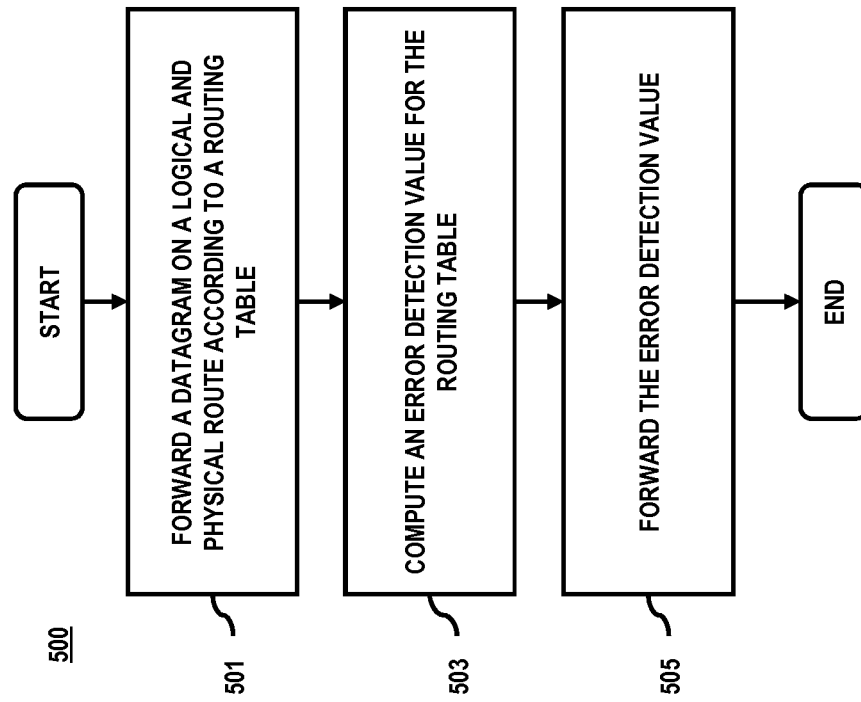 500
START
501
FORWARD A DATAGRAM ON A LOGICAL AND
PHYSICAL ROUTE ACCORDING TO A ROUTING
TABLE
503
COMPUTE AN ERROR DETECTION VALUE FOR THE
ROUTING TABLE
505
FORWARD THE ERROR DETECTION VALUE
END